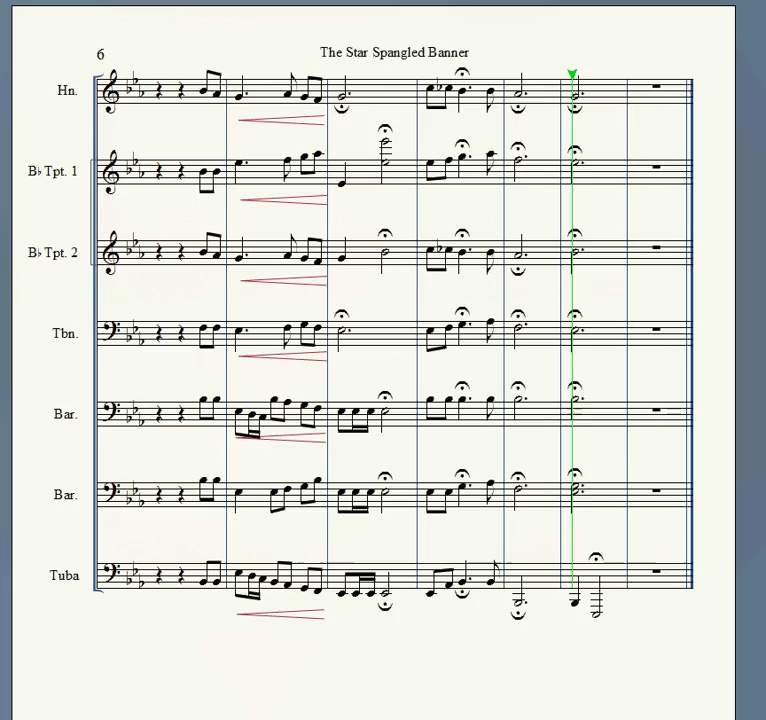 6
The Star Spangled Banner
Hn.
B♭ Tpt. 1
B♭ Tpt. 2
Tbn.
Bar.
Bar.
Tuba